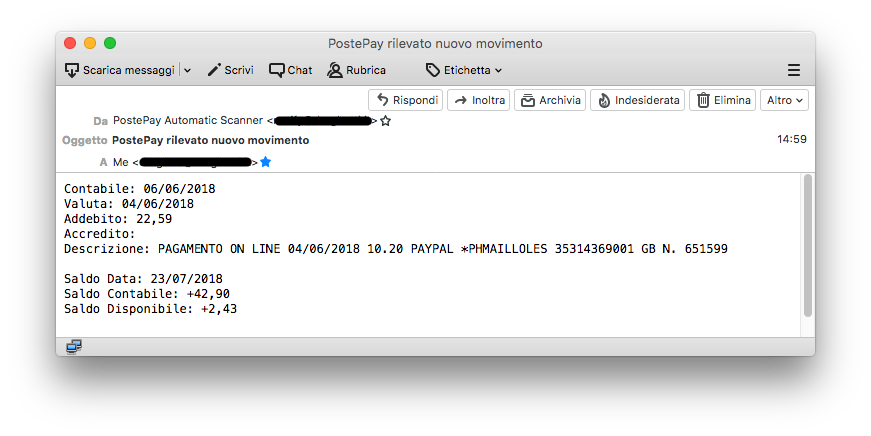 PostePay rilevato nuovo movimento
Scarica messaggi Scrivi Chat Rubrica Etichetta
Rispondi Inoltra Archivia Indesiderata Elimina Altro
Da PostePay Automatic Scanner < >
Oggetto PostePay rilevato nuovo movimento 14:59
A Me < >
Contabile: 06/06/2018
Valuta: 04/06/2018
Addebito: 22,59
Accredito:
Descrizione: PAGAMENTO ON LINE 04/06/2018 10.20 PAYPAL *PHMAILLOLES 35314369001 GB N. 651599
Saldo Data: 23/07/2018
Saldo Contabile: +42,90
Saldo Disponibile: +2,43